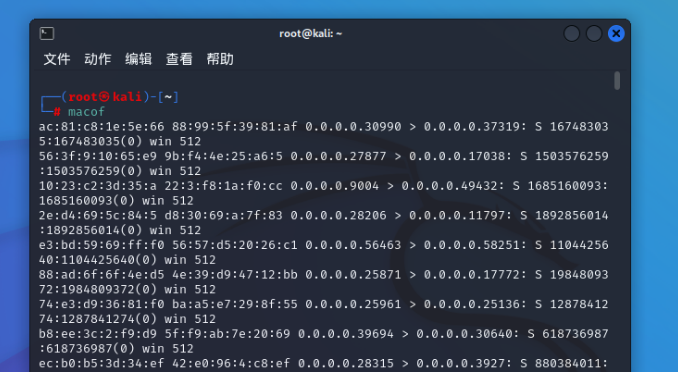 root@kali: ~
文件 动作 编辑 查看 帮助
┌──(root㉿kali)-[~]
└─# macof
ac:81:c8:1e:5e:66 88:99:5f:39:81:af 0.0.0.0.30990 > 0.0.0.0.37319: S 16748303
5:167483035(0) win 512
56:3f:9:10:65:e9 9b:f4:4e:25:a6:5 0.0.0.0.27877 > 0.0.0.0.17038: S 1503576259
:1503576259(0) win 512
10:23:c2:3d:35:a 22:3:f8:1a:f0:cc 0.0.0.0.9004 > 0.0.0.0.49432: S 1685160093:
1685160093(0) win 512
2e:d4:69:5c:84:5 d8:30:69:a:7f:83 0.0.0.0.28206 > 0.0.0.0.11797: S 1892856014
:1892856014(0) win 512
e3:bd:59:69:ff:f0 56:57:d5:20:26:c1 0.0.0.0.56463 > 0.0.0.0.58251: S 11044256
40:1104425640(0) win 512
88:ad:6f:6f:4e:d5 4e:39:d9:47:12:bb 0.0.0.0.25871 > 0.0.0.0.17772: S 19848093
72:1984809372(0) win 512
74:e3:d9:36:81:f0 ba:a5:e7:29:8f:55 0.0.0.0.25961 > 0.0.0.0.25136: S 12878412
74:1287841274(0) win 512
b8:ee:3c:2:f9:d9 5f:f9:ab:7e:20:69 0.0.0.0.39694 > 0.0.0.0.30640: S 618736987
:618736987(0) win 512
ec:b0:b5:3d:34:ef 42:e0:96:4:c8:ef 0.0.0.0.28315 > 0.0.0.0.3927: S 880384011: